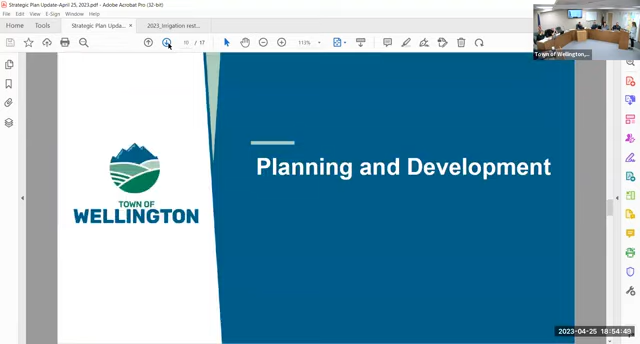 Strategic Plan Update-April 25, 2023.pdf - Adobe Acrobat Pro (32-bit)
File Edit View E-Sign Window Help
Home Tools Strategic Plan Upda... × 2023_Irrigation rest...
10 / 17 113%
Town of Wellington,...
Planning and Development
TOWN OF
WELLINGTON
2023-04-25 18:54:49